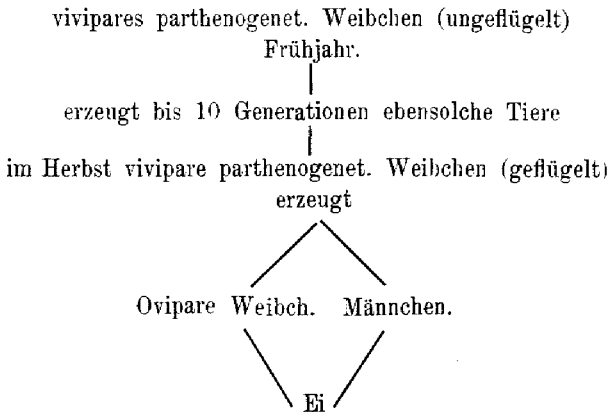 vivipares parthenogenet. Weibchen (ungeflügelt)
Frühjahr.
erzeugt bis 10 Generationen ebensolche Tiere
im Herbst vivipare parthenogenet. Weibchen (geflügelt)
erzeugt
Ovipare Weibch. Männchen.
Ei